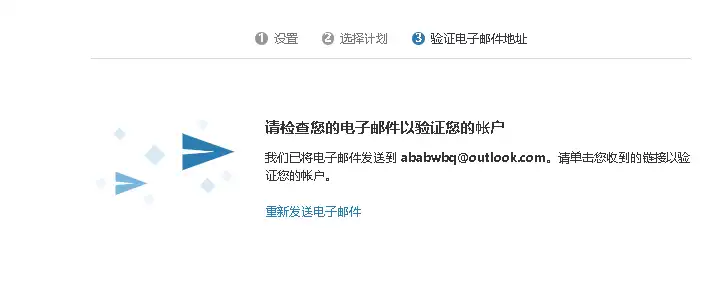 1 设置 2 选择计划 3 验证电子邮件地址
请检查您的电子邮件以验证您的帐户
我们已将电子邮件发送到 ababwbq@outlook.com。请单击您收到的链接以验
证您的帐户。
重新发送电子邮件